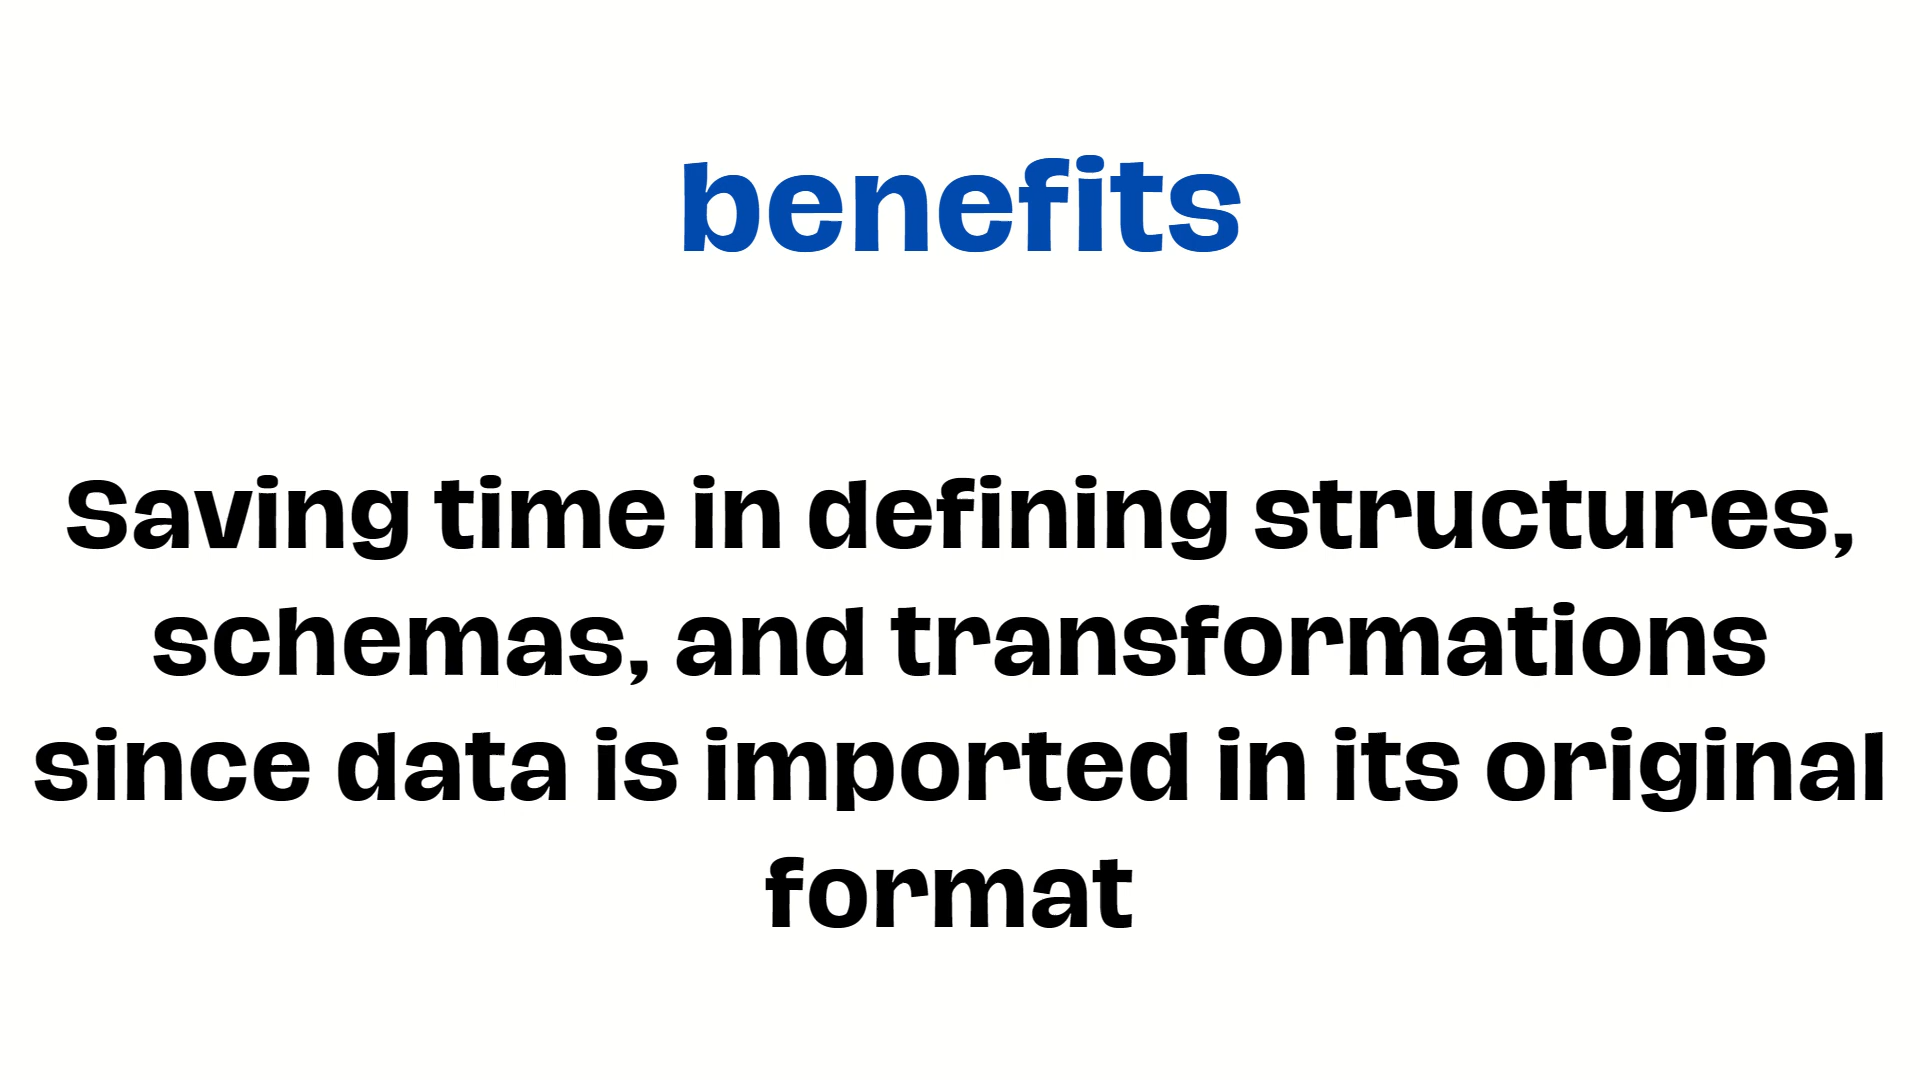 benefits
Saving time in defining structures,
schemas, and transformations
since data is imported in its original
format